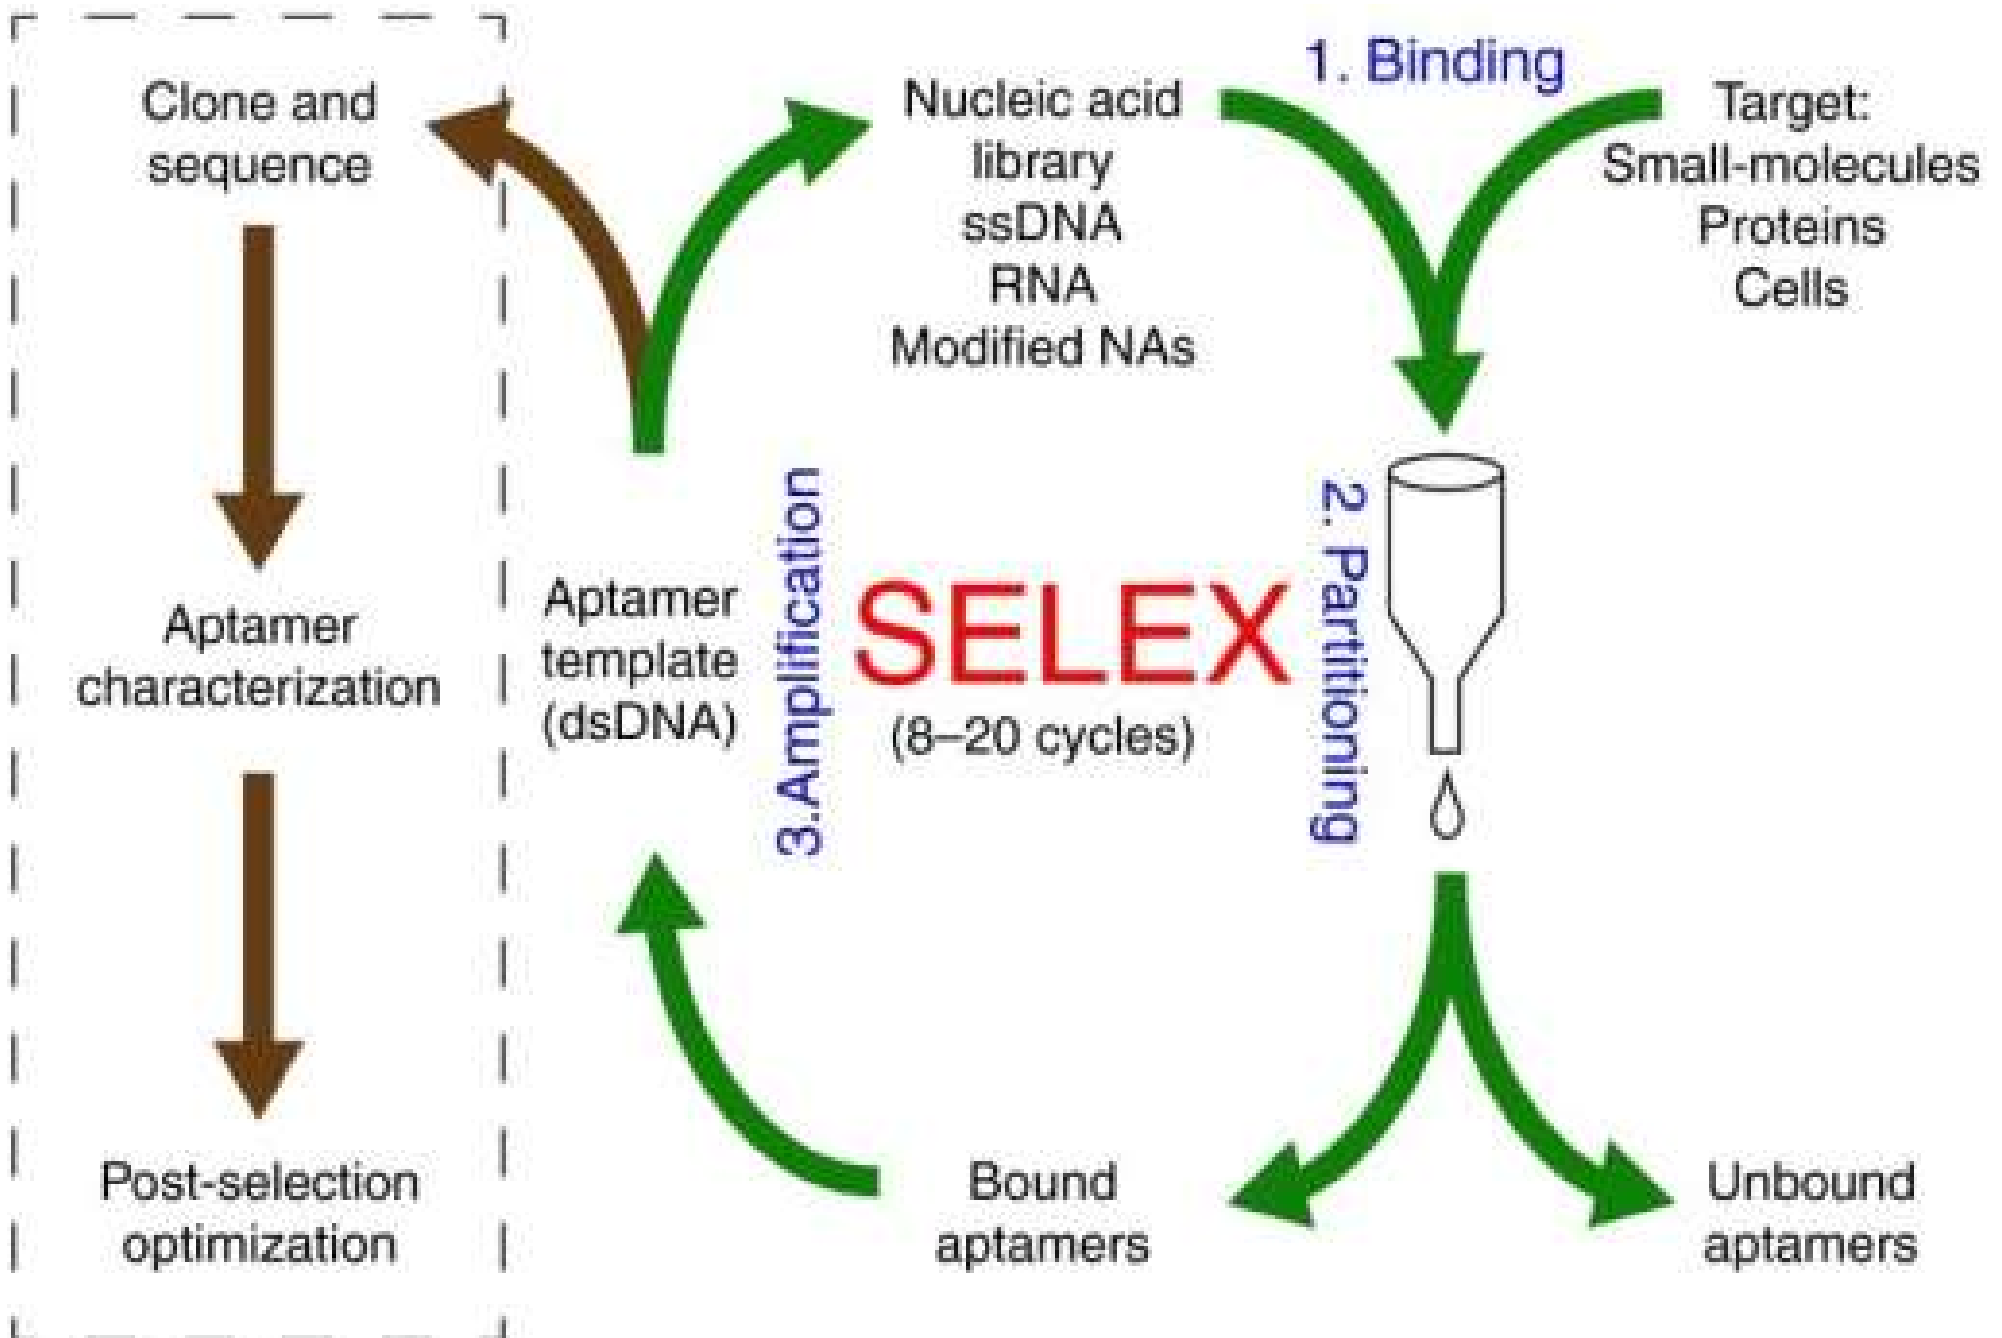 Clone and
sequence
Aptamer
characterization
Post-selection
optimization
Nucleic acid
library
ssDNA
RNA
Modified NAs
1. Binding
Target:
Small-molecules
Proteins
Cells
Aptamer
template
(dsDNA)
3.Amplification
SELEX
(8–20 cycles)
2. Partitioning
Bound
aptamers
Unbound
aptamers